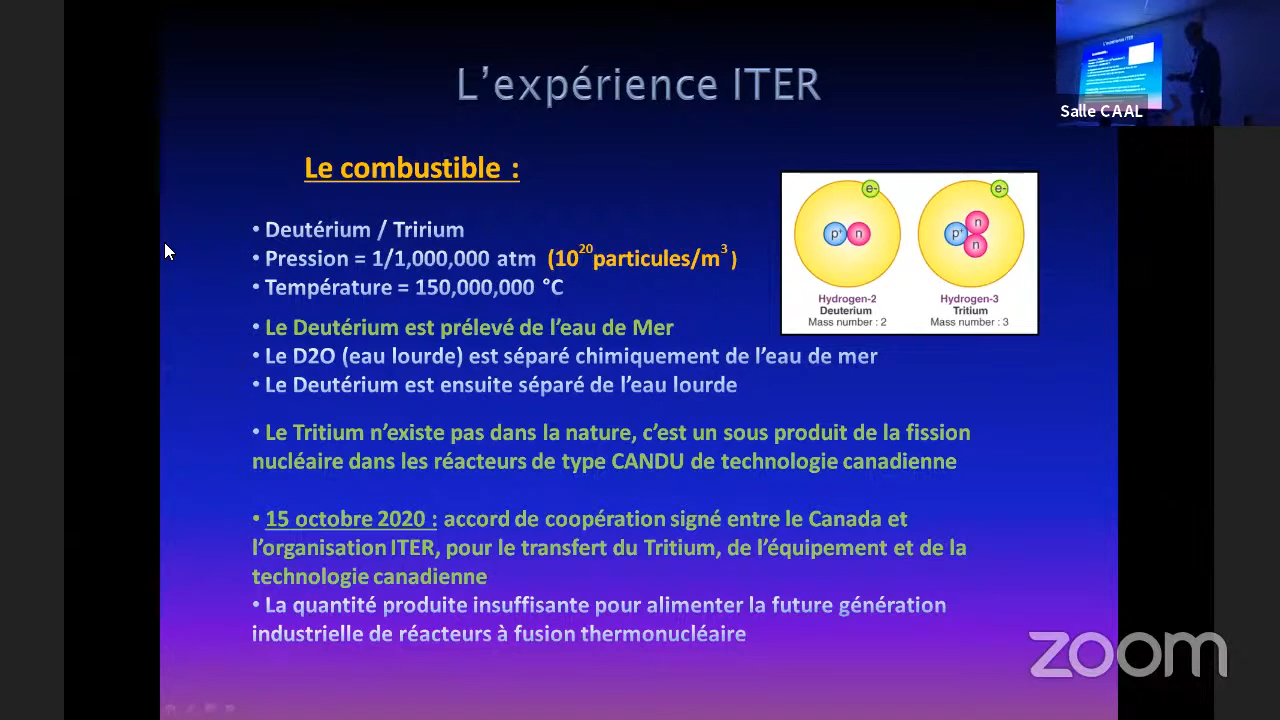 L'expérience ITER
Salle CAAL
Le combustible :
• Deutérium / Tririum
• Pression = 1/1,000,000 atm (10²⁰particules/m³)
• Température = 150,000,000 °C
e-
p⁺
n
Hydrogen-2
Deuterium
Mass number : 2
e-
n
p⁺
n
Hydrogen-3
Tritium
Mass number : 3
• Le Deutérium est prélevé de l'eau de Mer
• Le D2O (eau lourde) est séparé chimiquement de l'eau de mer
• Le Deutérium est ensuite séparé de l'eau lourde
• Le Tritium n'existe pas dans la nature, c'est un sous produit de la fission
nucléaire dans les réacteurs de type CANDU de technologie canadienne
• 15 octobre 2020 : accord de coopération signé entre le Canada et
l'organisation ITER, pour le transfert du Tritium, de l'équipement et de la
technologie canadienne
• La quantité produite insuffisante pour alimenter la future génération
industrielle de réacteurs à fusion thermonucléaire
zoom